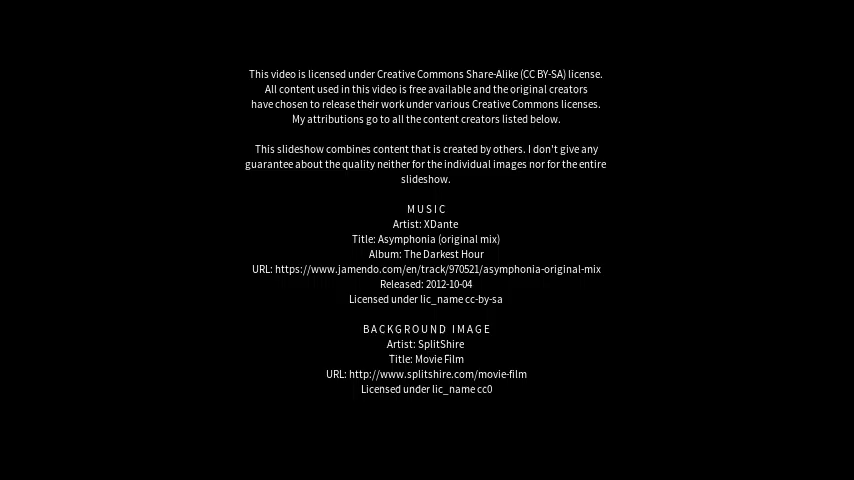 This video is licensed under Creative Commons Share-Alike (CC BY-SA) license.
All content used in this video is free available and the original creators
have chosen to release their work under various Creative Commons licenses.
My attributions go to all the content creators listed below.
This slideshow combines content that is created by others. I don't give any
guarantee about the quality neither for the individual images nor for the entire
slideshow.
MUSIC
Artist: XDante
Title: Asymphonia (original mix)
Album: The Darkest Hour
URL: https://www.jamendo.com/en/track/970521/asymphonia-original-mix
Released: 2012-10-04
Licensed under lic_name cc-by-sa
BACKGROUND IMAGE
Artist: SplitShire
Title: Movie Film
URL: http://www.splitshire.com/movie-film
Licensed under lic_name cc0